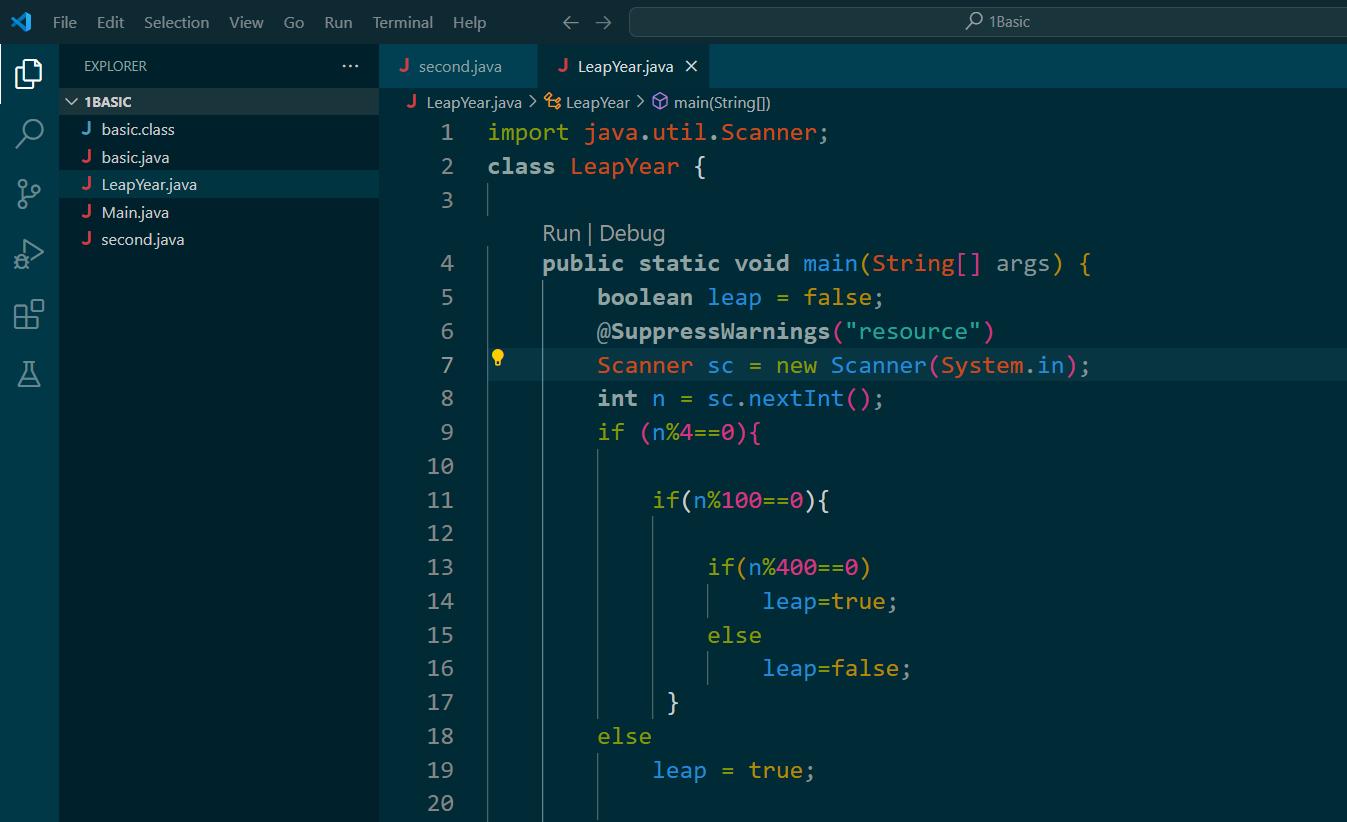 File Edit Selection View Go Run Terminal Help 1Basic
EXPLORER ...
1BASIC
basic.class
basic.java
LeapYear.java
Main.java
second.java
second.java LeapYear.java
LeapYear.java > LeapYear > main(String[])
1 import java.util.Scanner;
2 class LeapYear {
3
Run | Debug
4 public static void main(String[] args) {
5 boolean leap = false;
6 @SuppressWarnings("resource")
7 Scanner sc = new Scanner(System.in);
8 int n = sc.nextInt();
9 if (n%4==0){
10
11 if(n%100==0){
12
13 if(n%400==0)
14 leap=true;
15 else
16 leap=false;
17 }
18 else
19 leap = true;
20